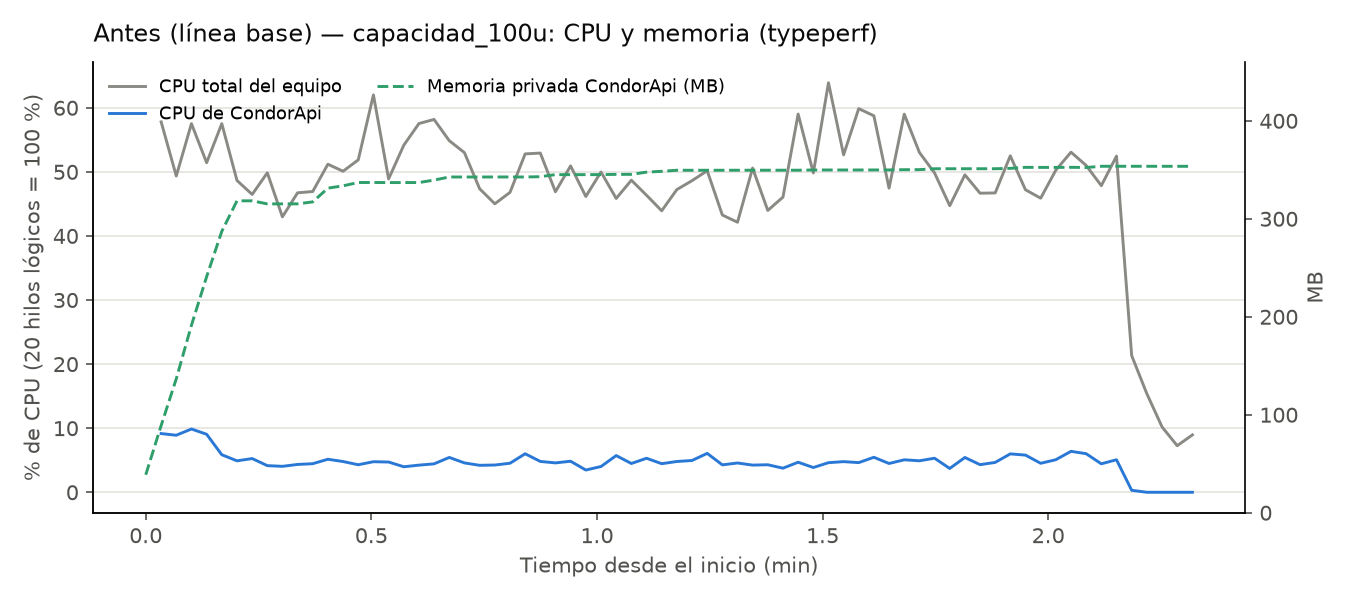 Antes (línea base) — capacidad_100u: CPU y memoria (typeperf)
CPU total del equipo
CPU de CondorApi
Memoria privada CondorApi (MB)
% de CPU (20 hilos lógicos = 100 %)
60
50
40
30
20
10
0
400
300
200
100
0
MB
0.0
0.5
1.0
1.5
2.0
Tiempo desde el inicio (min)